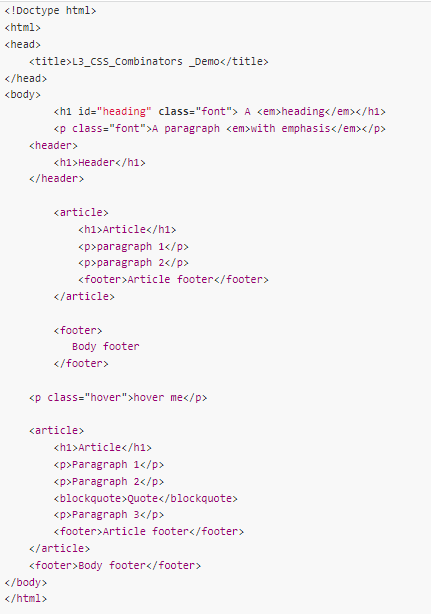 <!Doctype html>
<html>
<head>
    <title>L3_CSS_Combinators _Demo</title>
</head>
<body>
        <h1 id="heading" class="font"> A <em>heading</em></h1>
        <p class="font">A paragraph <em>with emphasis</em></p>
    <header>
        <h1>Header</h1>
    </header>

        <article>
            <h1>Article</h1>
            <p>paragraph 1</p>
            <p>paragraph 2</p>
            <footer>Article footer</footer>
        </article>

        <footer>
           Body footer
        </footer>

    <p class="hover">hover me</p>

    <article>
        <h1>Article</h1>
        <p>Paragraph 1</p>
        <p>Paragraph 2</p>
        <blockquote>Quote</blockquote>
        <p>Paragraph 3</p>
        <footer>Article footer</footer>
    </article>
    <footer>Body footer</footer>
</body>
</html>